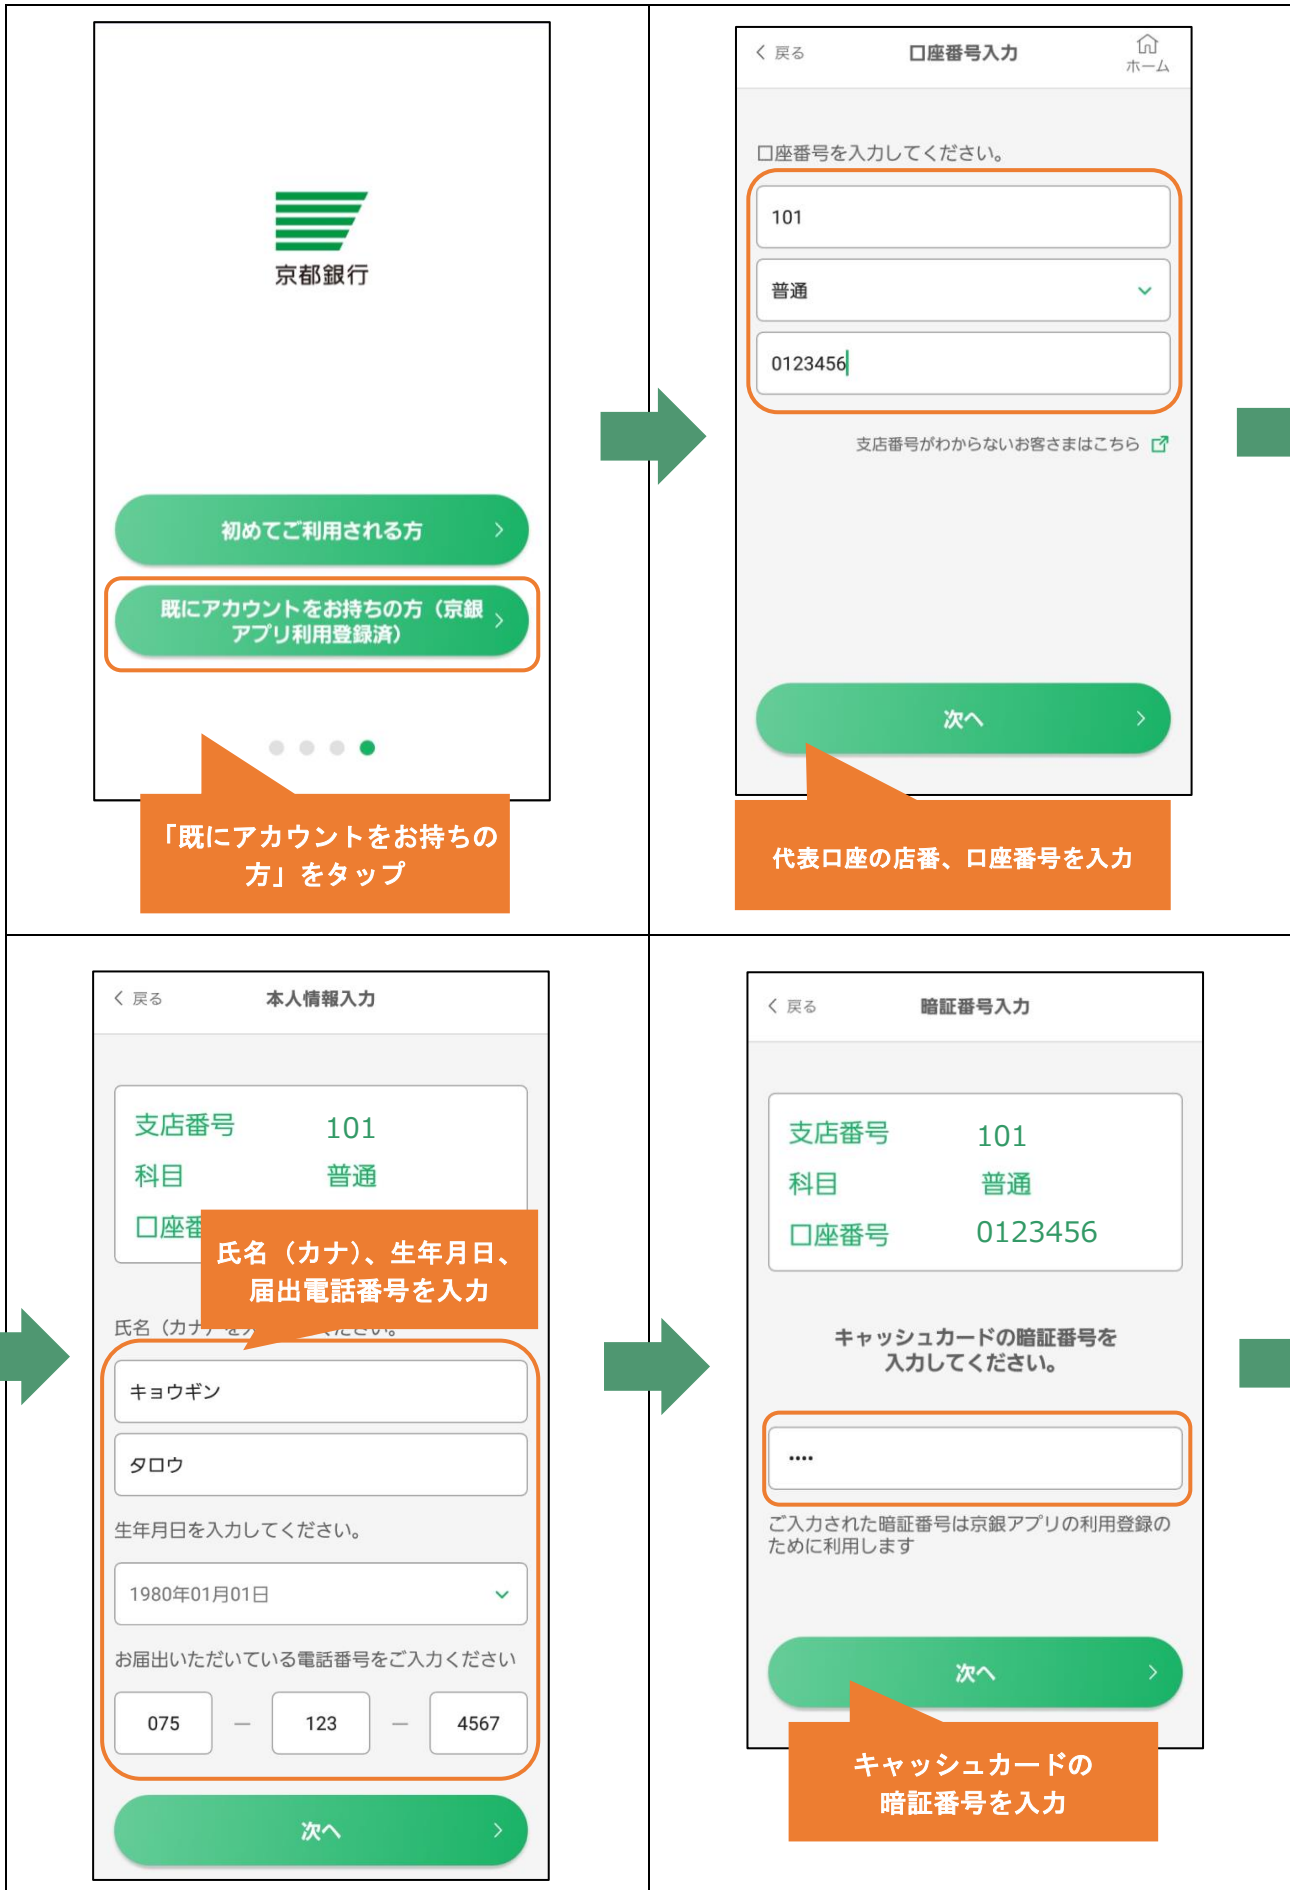 京都銀行
初めてご利用される方
既にアカウントをお持ちの方（京銀
アプリ利用登録済）
「既にアカウントをお持ちの
方」をタップ
戻る
口座番号入力
ホーム
口座番号を入力してください。
101
普通
0123456
支店番号がわからないお客さまはこちら
次へ
代表口座の店番、口座番号を入力
戻る
本人情報入力
支店番号 101
科目 普通
口座番
氏名（カナ）、生年月日、
届出電話番号を入力
氏名（カナ）を入 ください。
キョウギン
タロウ
生年月日を入力してください。
1980年01月01日
お届出いただいている電話番号をご入力ください
075 — 123 — 4567
次へ
戻る
暗証番号入力
支店番号 101
科目 普通
口座番号 0123456
キャッシュカードの暗証番号を
入力してください。
••••
ご入力された暗証番号は京銀アプリの利用登録の
ために利用します
次へ
キャッシュカードの
暗証番号を入力